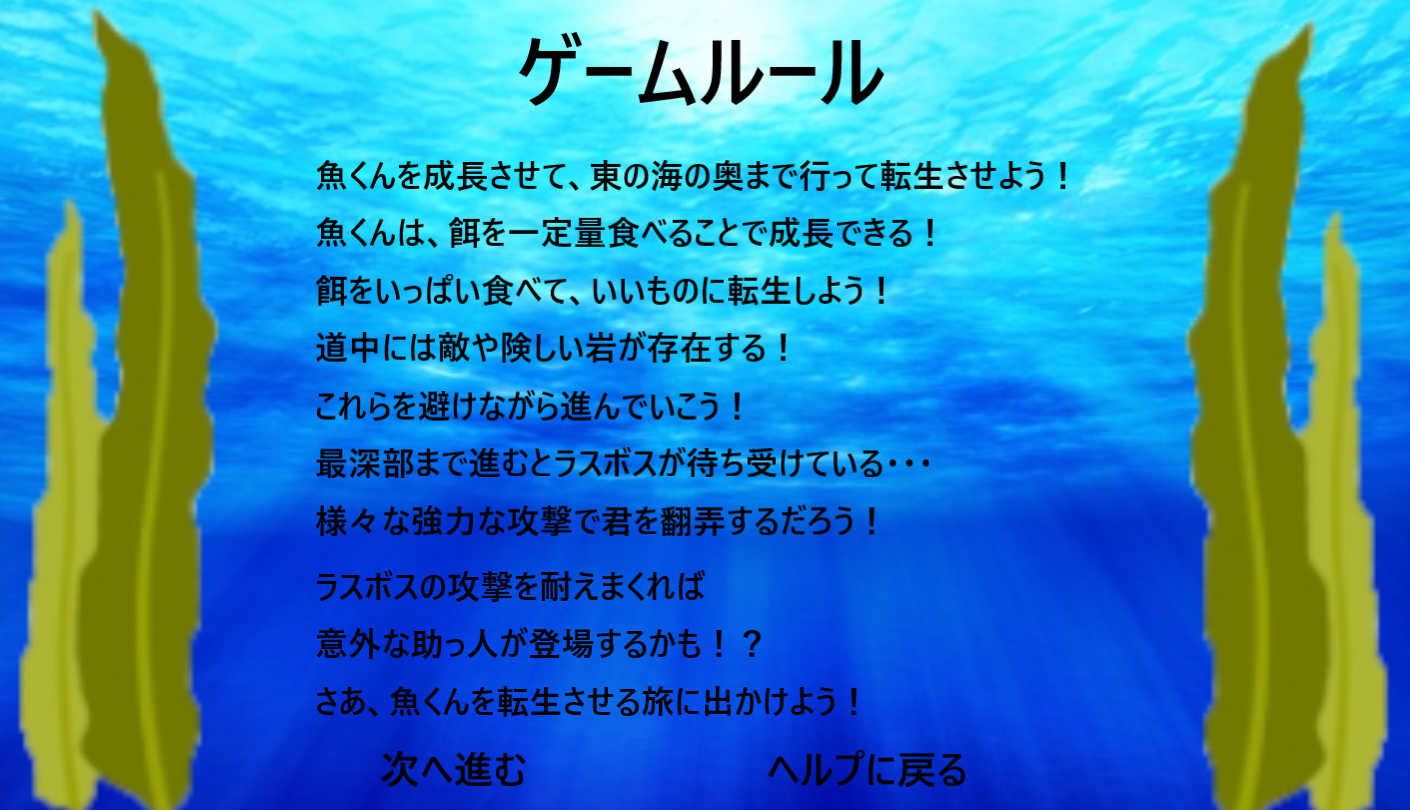 ゲームルール
魚くんを成長させて、東の海の奥まで行って転生させよう！
魚くんは、餌を一定量食べることで成長できる！
餌をいっぱい食べて、いいものに転生しよう！
道中には敵や険しい岩が存在する！
これらを避けながら進んでいこう！
最深部まで進むとラスボスが待ち受けている・・・
様々な強力な攻撃で君を翻弄するだろう！
ラスボスの攻撃を耐えまくれば
意外な助っ人が登場するかも！？
さあ、魚くんを転生させる旅に出かけよう！
次へ進む
ヘルプに戻る